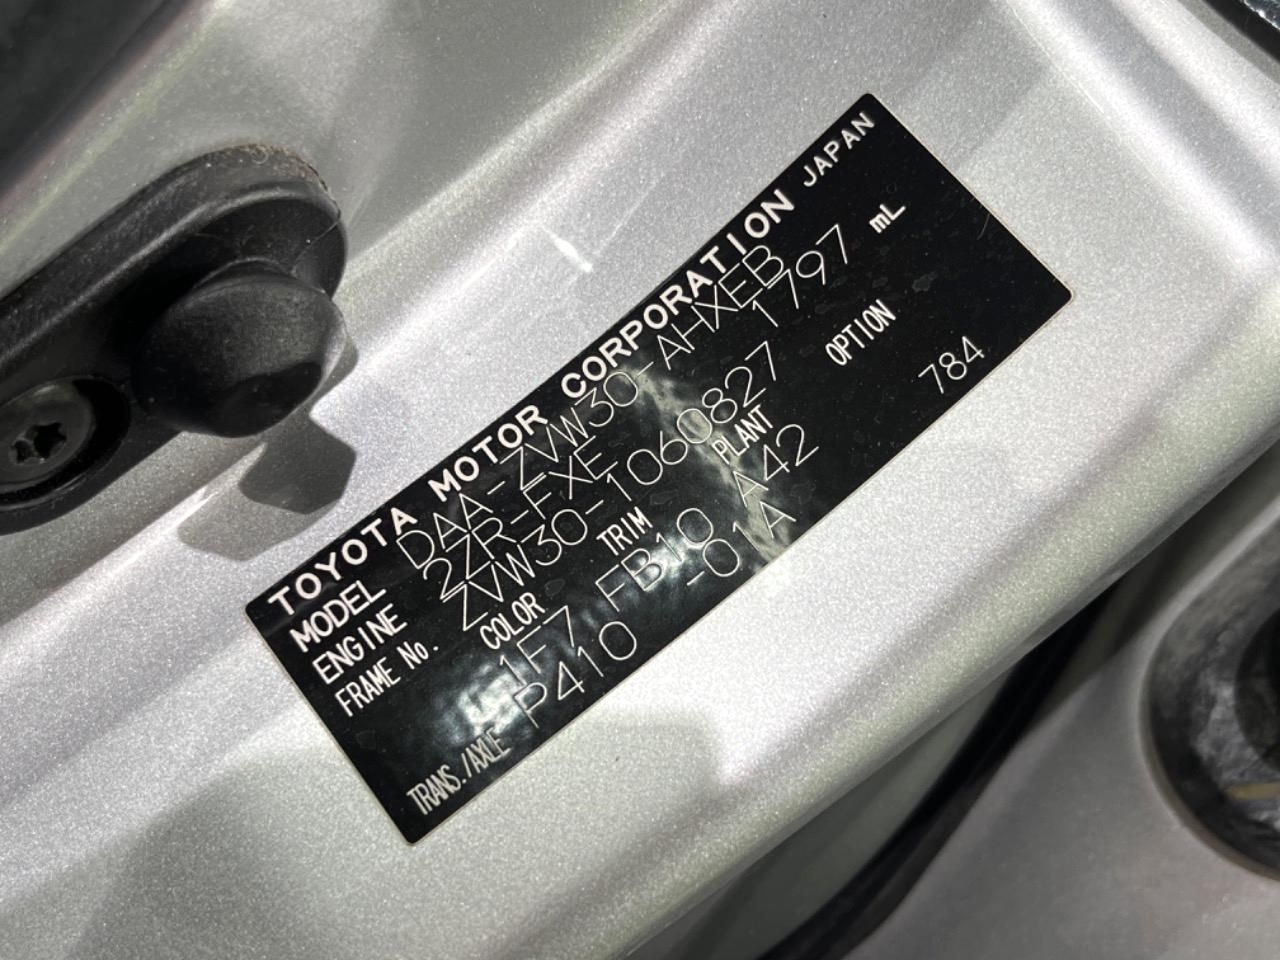 TOYOTA MOTOR CORPORATION JAPAN
MODEL DAA-ZVW30-AHXEB
ENGINE 2ZR-FXE 1797 mL
FRAME No. ZVW30-1060827
COLOR TRIM PLANT OPTION
1F7 FB10 A42 784
TRANS./AXLE P410 -01A